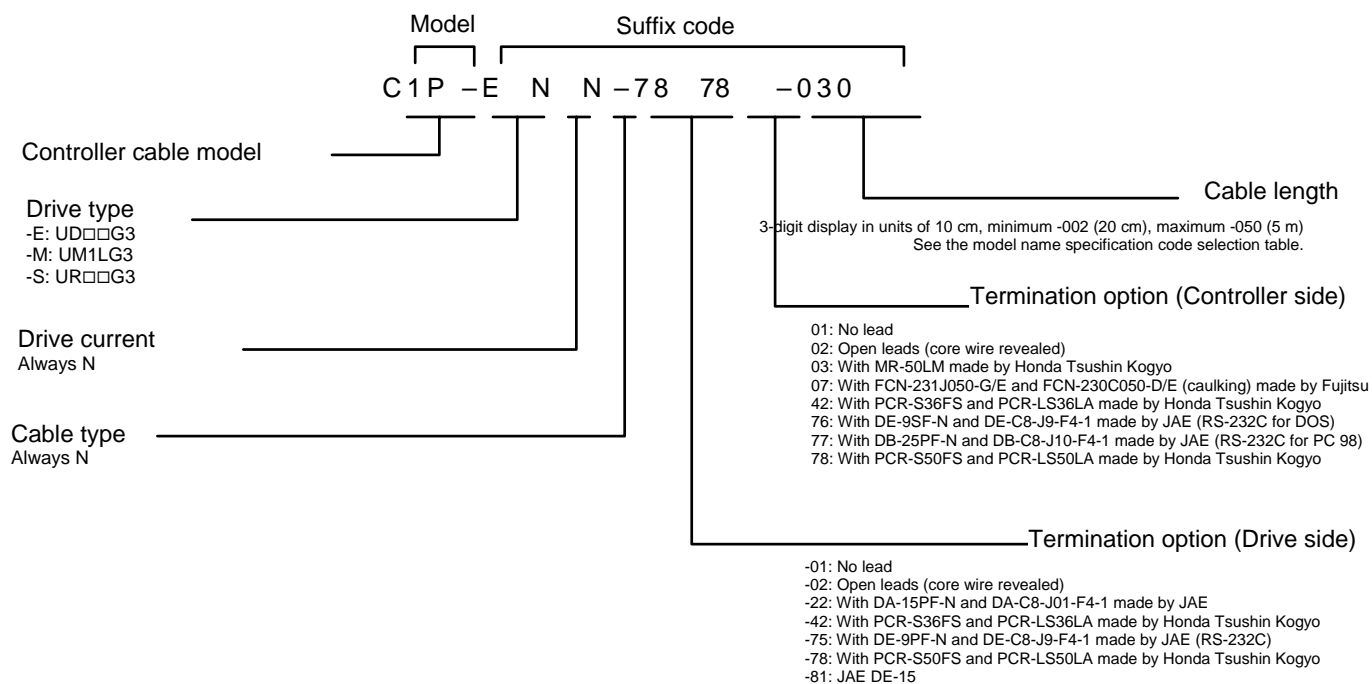 Model Suffix code
C 1 P – E N N – 7 8 78 – 0 3 0
Controller cable model
Drive type
-E: UD□□G3
-M: UM1LG3
-S: UR□□G3
Drive current
Always N
Cable type
Always N
Cable length
3-digit display in units of 10 cm, minimum -002 (20 cm), maximum -050 (5 m)
See the model name specification code selection table.
Termination option (Controller side)
01: No lead
02: Open leads (core wire revealed)
03: With MR-50LM made by Honda Tsushin Kogyo
07: With FCN-231J050-G/E and FCN-230C050-D/E (caulking) made by Fujitsu
42: With PCR-S36FS and PCR-LS36LA made by Honda Tsushin Kogyo
76: With DE-9SF-N and DE-C8-J9-F4-1 made by JAE (RS-232C for DOS)
77: With DB-25PF-N and DB-C8-J10-F4-1 made by JAE (RS-232C for PC 98)
78: With PCR-S50FS and PCR-LS50LA made by Honda Tsushin Kogyo
Termination option (Drive side)
-01: No lead
-02: Open leads (core wire revealed)
-22: With DA-15PF-N and DA-C8-J01-F4-1 made by JAE
-42: With PCR-S36FS and PCR-LS36LA made by Honda Tsushin Kogyo
-75: With DE-9PF-N and DE-C8-J9-F4-1 made by JAE (RS-232C)
-78: With PCR-S50FS and PCR-LS50LA made by Honda Tsushin Kogyo
-81: JAE DE-15